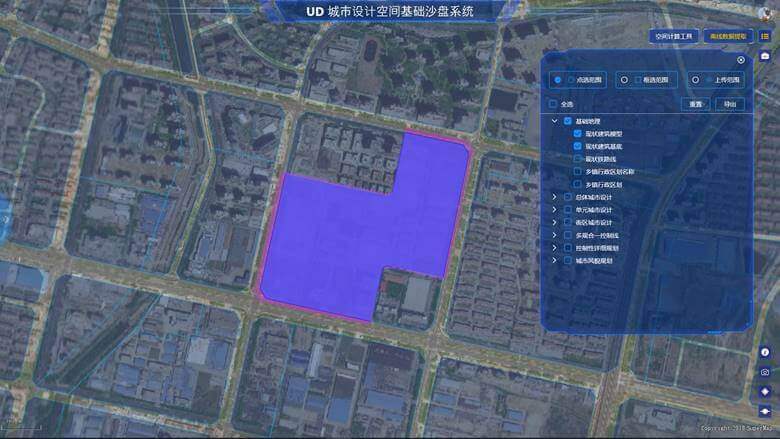 UD 城市设计空间基础沙盘系统
空间计算工具
离线数据提取
点选范围
框选范围
上传范围
全选
重置
导出
基础地理
现状建筑模型
现状建筑基底
现状铁路线
乡镇行政区划名称
乡镇行政区划
总体城市设计
单元城市设计
街区城市设计
多规合一控制线
控制性详细规划
城市风貌规划
Copyright 2018 SuperMap